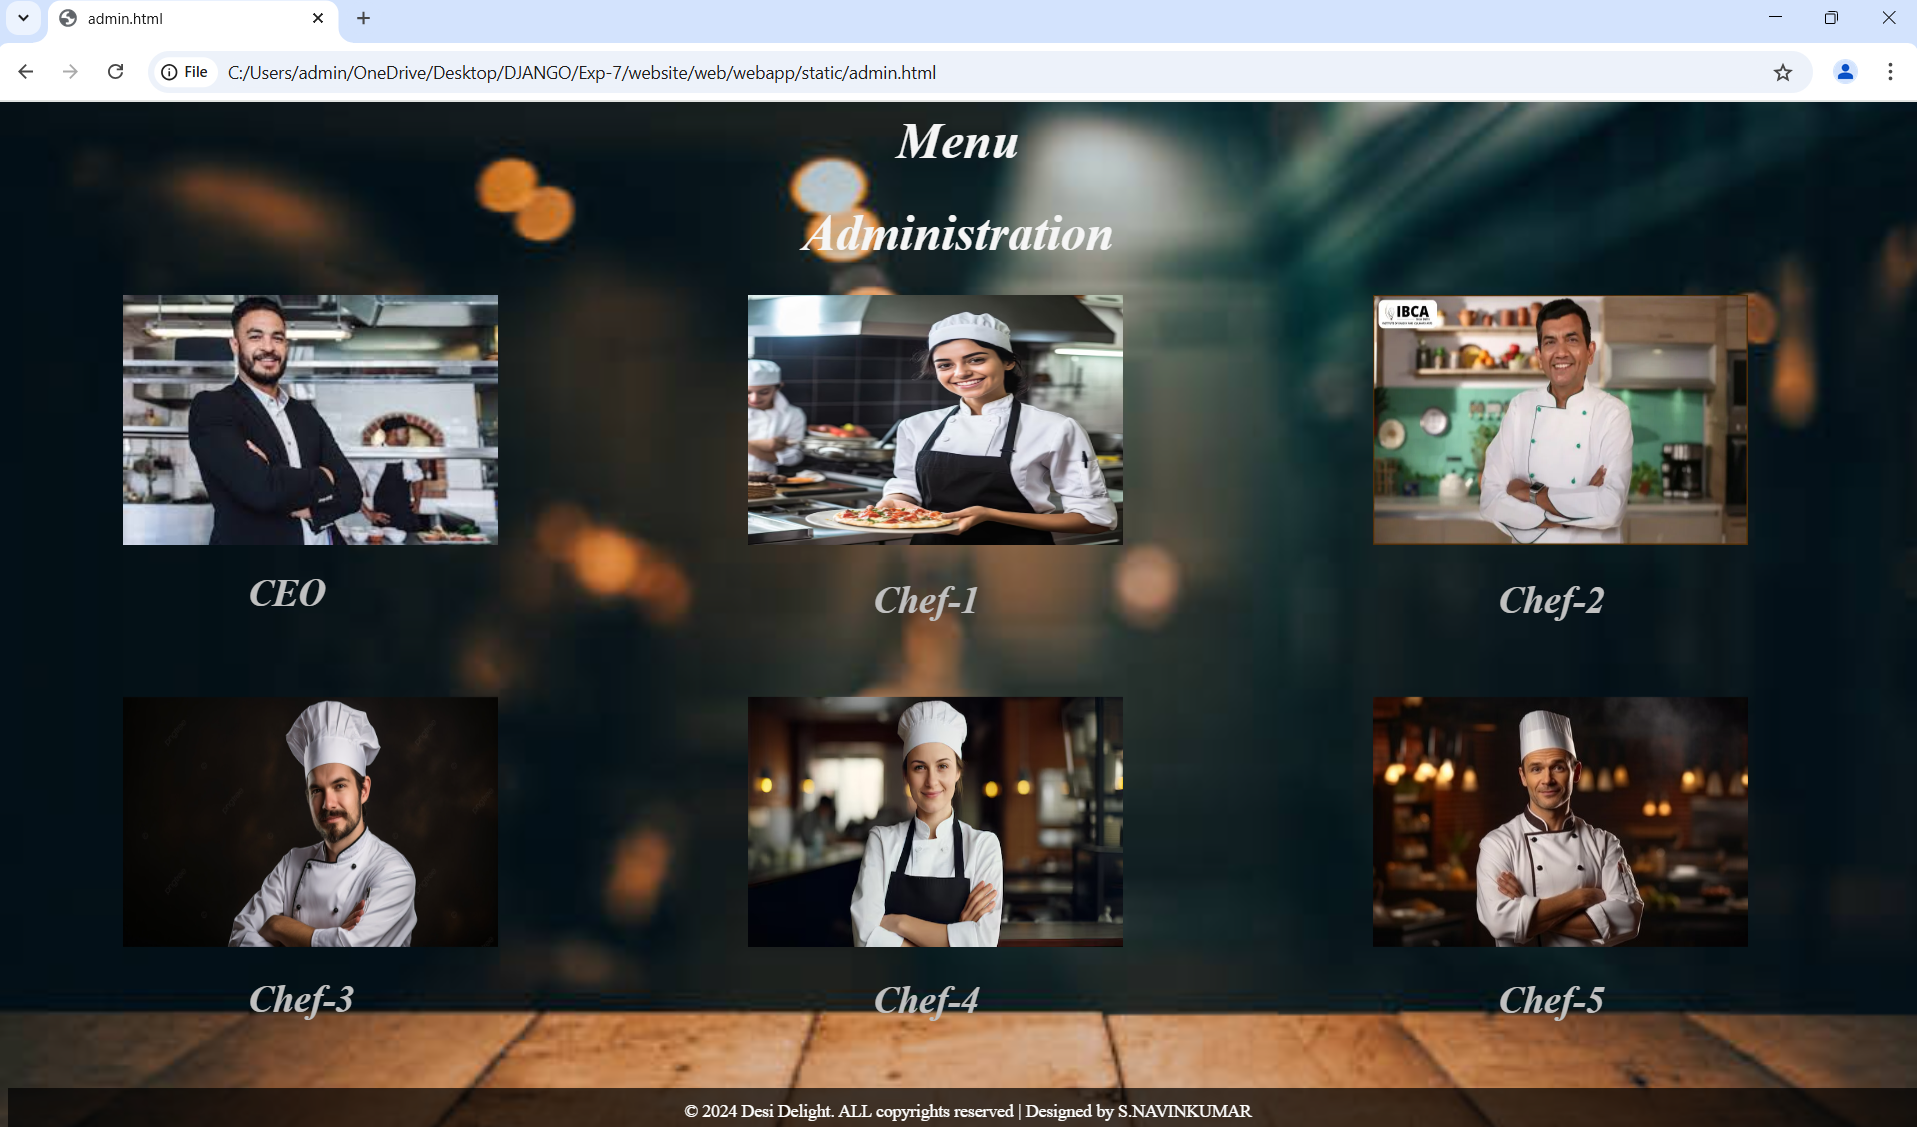 admin.html
File
C:/Users/admin/OneDrive/Desktop/DJANGO/Exp-7/website/web/webapp/static/admin.html
Menu
Administration
IBCA
CEO
Chef-1
Chef-2
Chef-3
Chef-4
Chef-5
© 2024 Desi Delight. ALL copyrights reserved | Designed by S.NAVINKUMAR